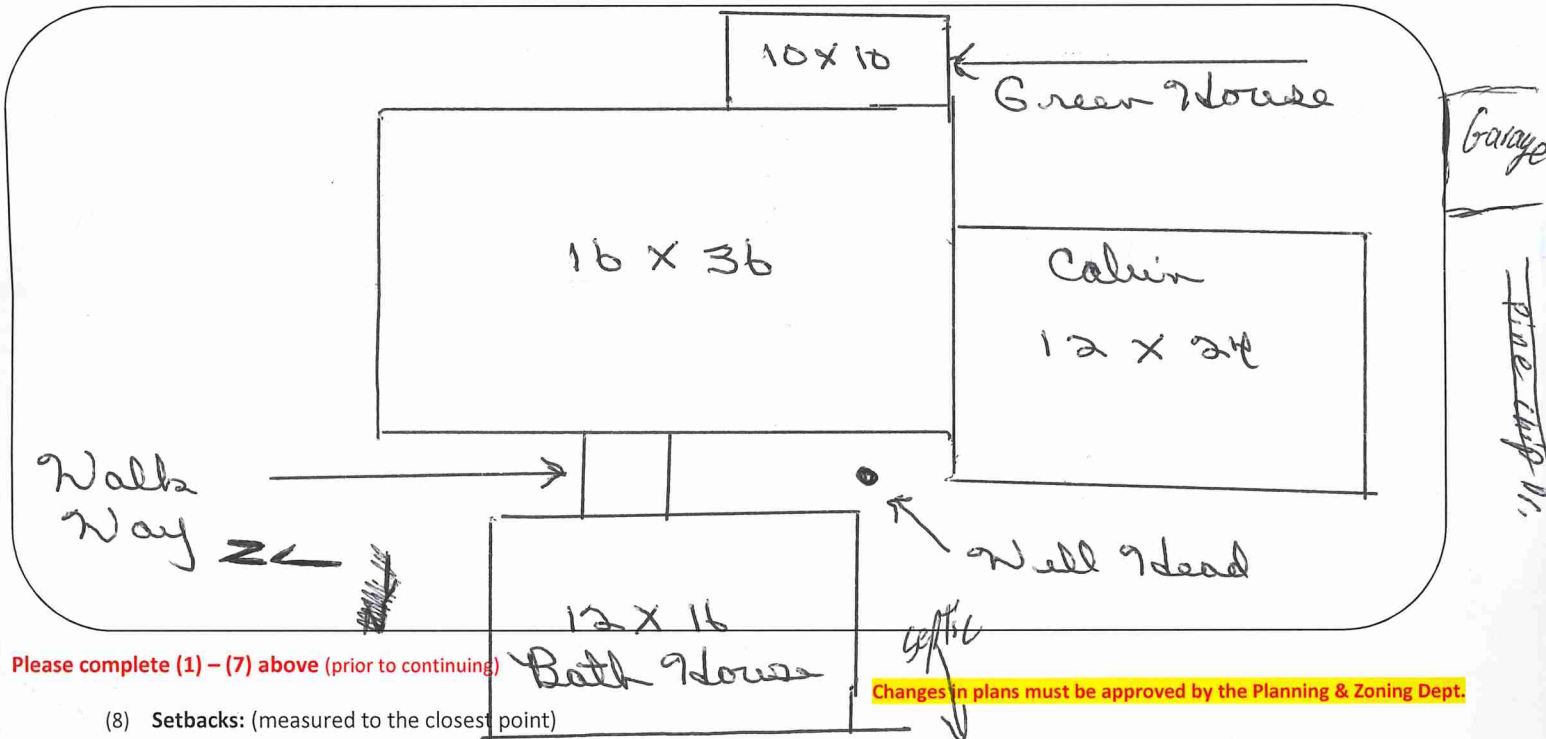 10 X 10
Green House
Garage
16 X 36
Cabin
12 X 24
Walk
Way
N
Well Head
12 X 16
Bath House
septic
Please complete (1) – (7) above (prior to continuing)
Changes in plans must be approved by the Planning & Zoning Dept.
(8) Setbacks: (measured to the closest point)